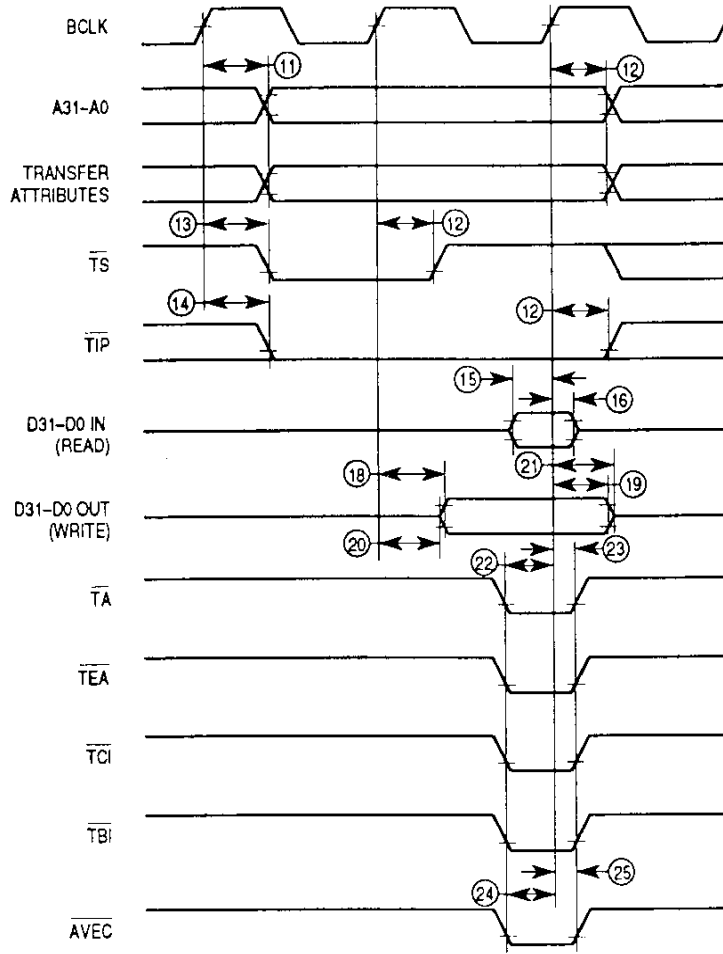 BCLK
11
12
A31-A0
TRANSFER
ATTRIBUTES
13
12
TS
14
12
TIP
15
16
D31-D0 IN
(READ)
21
18
19
D31-D0 OUT
(WRITE)
20
23
22
TA
TEA
TCI
TBI
25
24
AVEC